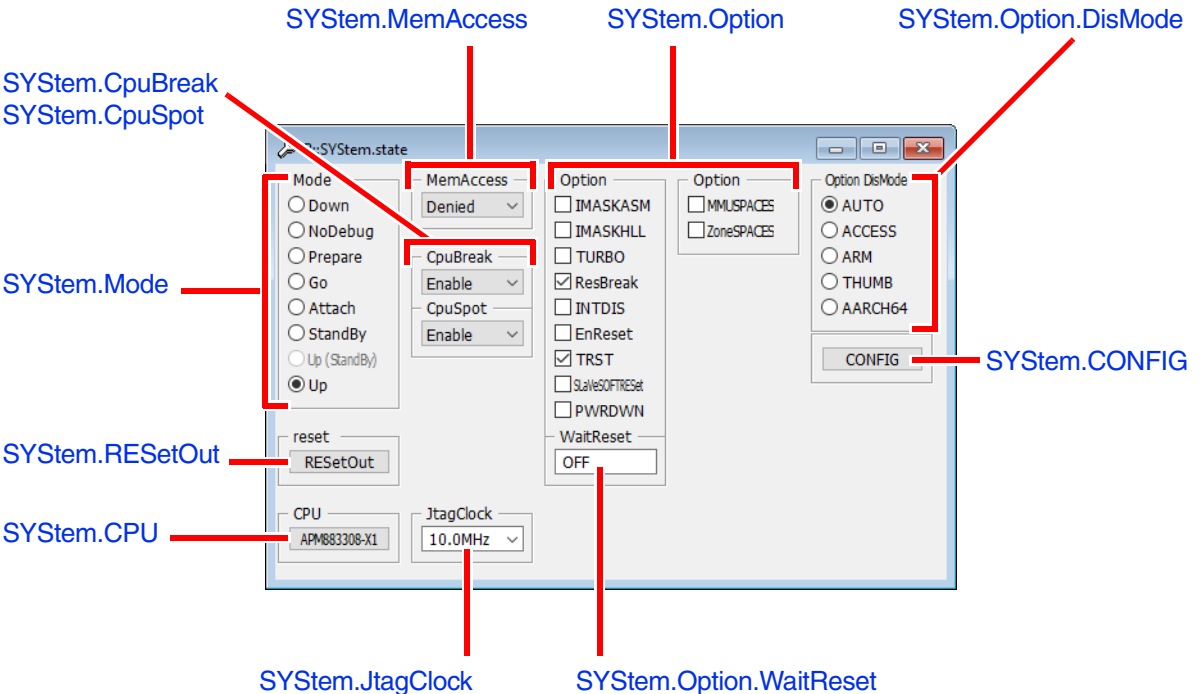 SYStem.MemAccess
SYStem.Option
SYStem.Option.DisMode
SYStem.CpuBreak
SYStem.CpuSpot
::SYStem.state
Mode
Down
NoDebug
Prepare
Go
Attach
StandBy
Up (StandBy)
Up
MemAccess
Denied
CpuBreak
Enable
CpuSpot
Enable
Option
IMASKASM
IMASKHLL
TURBO
ResBreak
INTDIS
EnReset
TRST
SLaVeSOFTRESet
PWRDWN
WaitReset
OFF
Option
MMUSPACES
ZoneSPACES
Option DisMode
AUTO
ACCESS
ARM
THUMB
AARCH64
CONFIG
SYStem.Mode
SYStem.CONFIG
reset
RESetOut
SYStem.RESetOut
CPU
APM883308-X1
SYStem.CPU
JtagClock
10.0MHz
SYStem.JtagClock
SYStem.Option.WaitReset